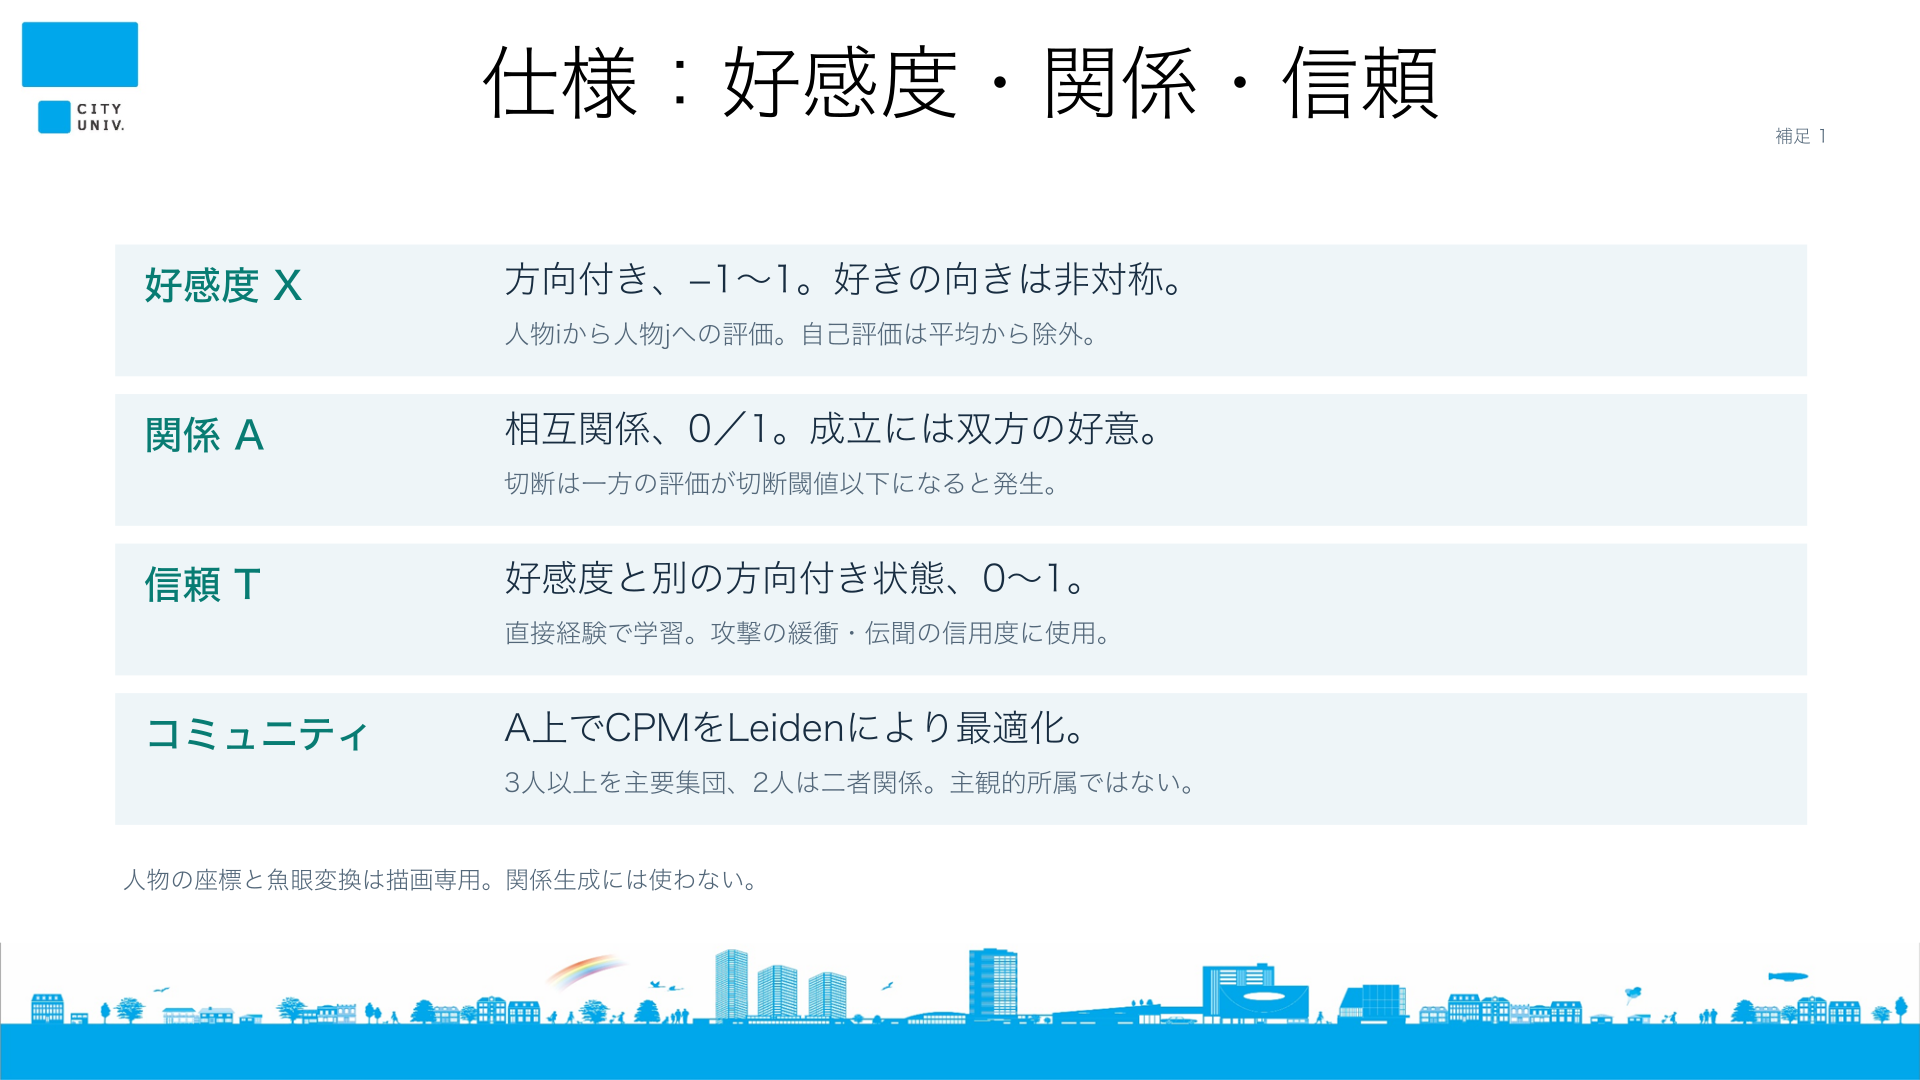 CITY
UNIV.
仕様：好感度・関係・信頼
補足 1
好感度 X
方向付き、–1〜1。好きの向きは非対称。
人物iから人物jへの評価。自己評価は平均から除外。
関係 A
相互関係、0／1。成立には双方の好意。
切断は一方の評価が切断閾値以下になると発生。
信頼 T
好感度と別の方向付き状態、0〜1。
直接経験で学習。攻撃の緩衝・伝聞の信用度に使用。
コミュニティ
A上でCPMをLeidenにより最適化。
3人以上を主要集団、2人は二者関係。主観的所属ではない。
人物の座標と魚眼変換は描画専用。関係生成には使わない。